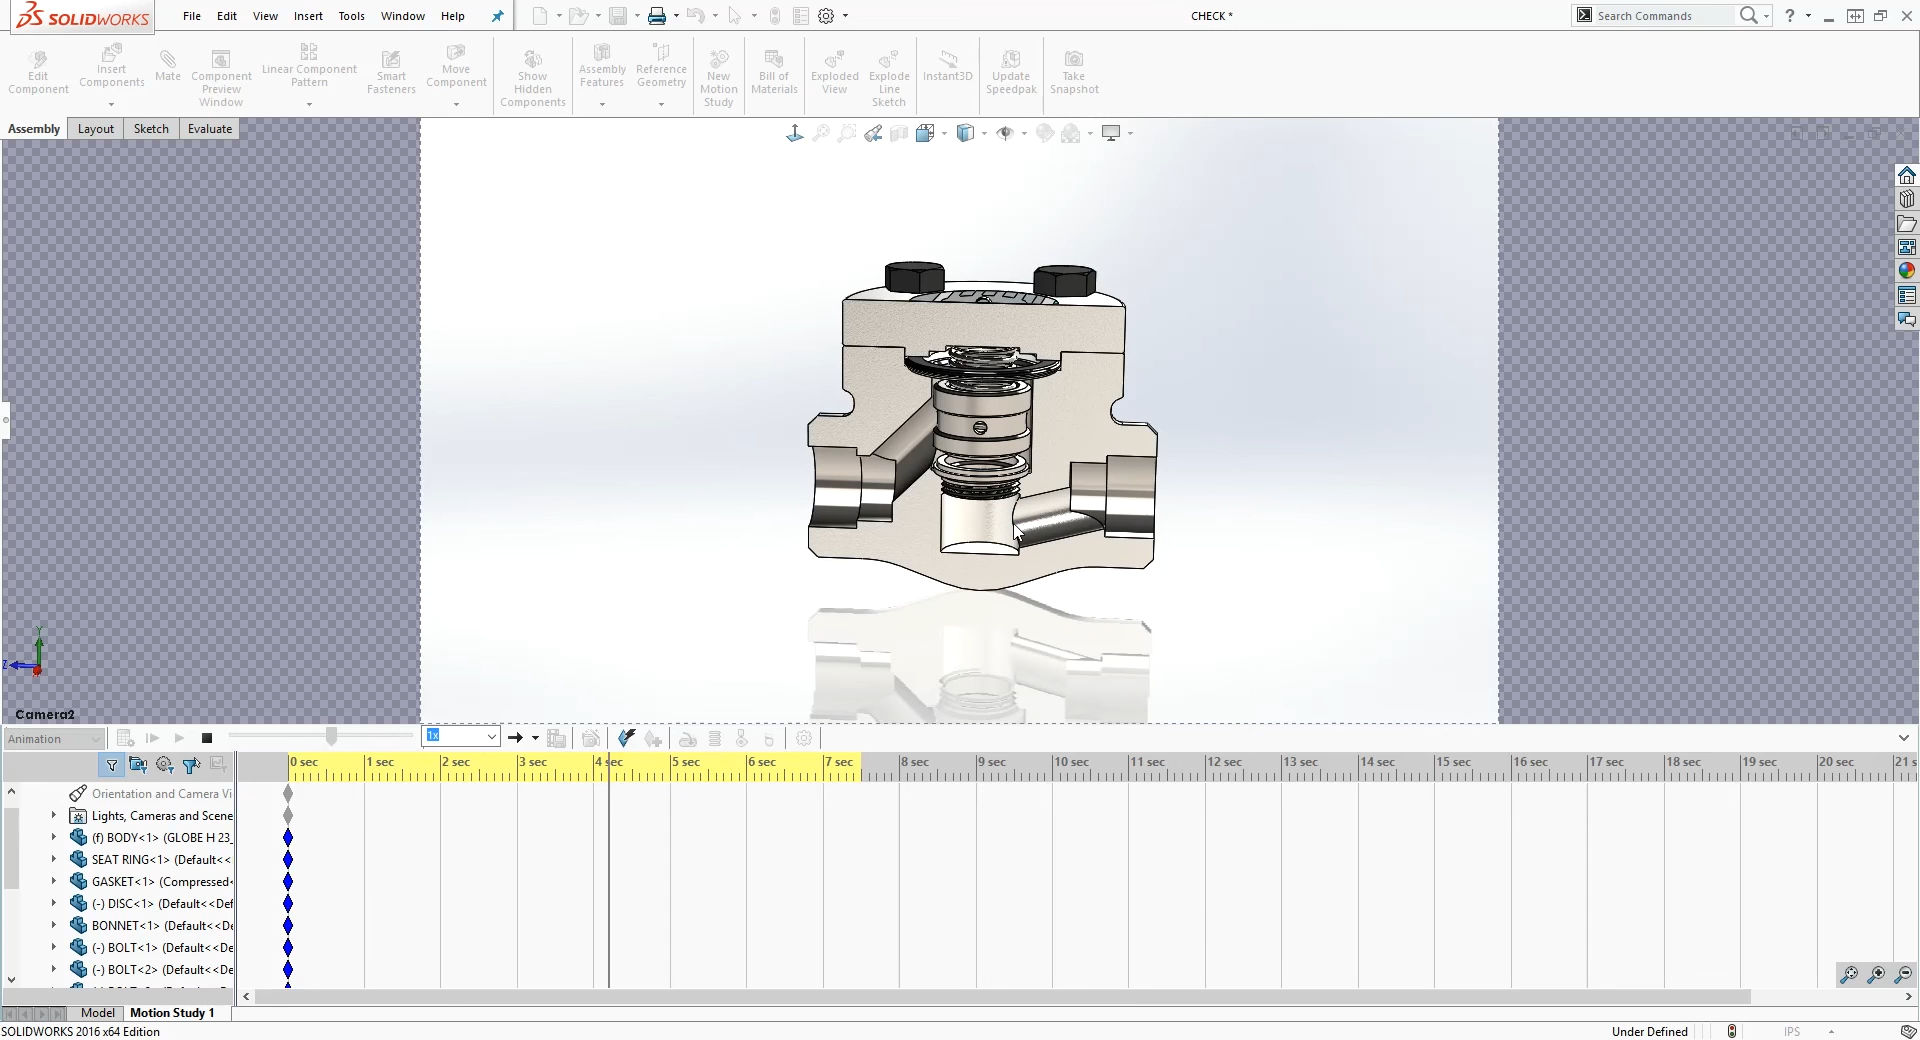 SOLIDWORKS
File Edit View Insert Tools Window Help
CHECK *
Search Commands
Edit Component
Insert Components
Mate
Component Preview Window
Linear Component Pattern
Smart Fasteners
Move Component
Show Hidden Components
Assembly Features
Reference Geometry
New Motion Study
Bill of Materials
Exploded View
Explode Line Sketch
Instant3D
Update Speedpak
Take Snapshot
Assembly Layout Sketch Evaluate
Y
Z
Camera2
Animation
1x
0 sec 1 sec 2 sec 3 sec 4 sec 5 sec 6 sec 7 sec 8 sec 9 sec 10 sec 11 sec 12 sec 13 sec 14 sec 15 sec 16 sec 17 sec 18 sec 19 sec 20 sec 21 s
Orientation and Camera Vi
Lights, Cameras and Scene
(f) BODY<1> (GLOBE H 23_
SEAT RING<1> (Default<<
GASKET<1> (Compressed<
(-) DISC<1> (Default<<Def
BONNET<1> (Default<<De
(-) BOLT<1> (Default<<De
(-) BOLT<2> (Default<<De
Model Motion Study 1
SOLIDWORKS 2016 x64 Edition
Under Defined
IPS